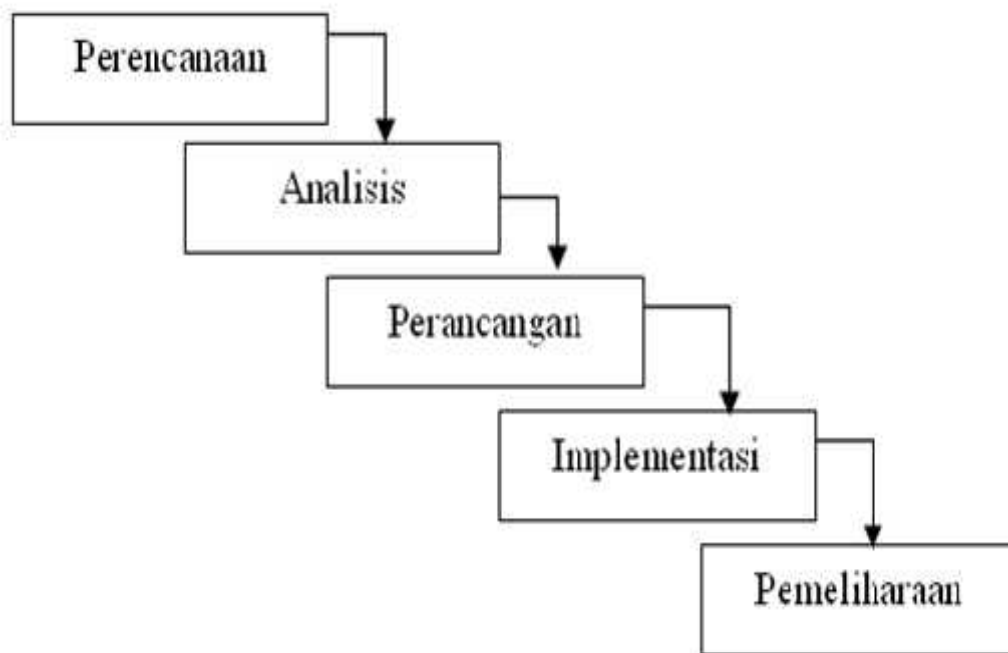 Perencanaan
Analisis
Perancangan
Implementasi
Pemeliharaan